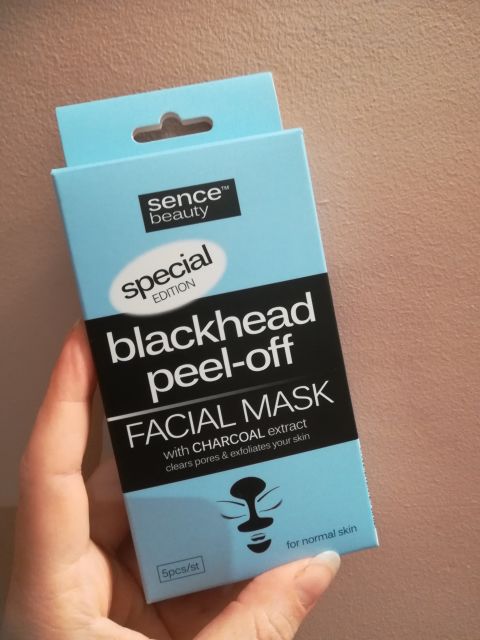 sence™
beauty
special
EDITION
blackhead
peel-off
FACIAL MASK
with CHARCOAL extract
clears pores & exfoliates your skin
for normal skin
5pcs/st